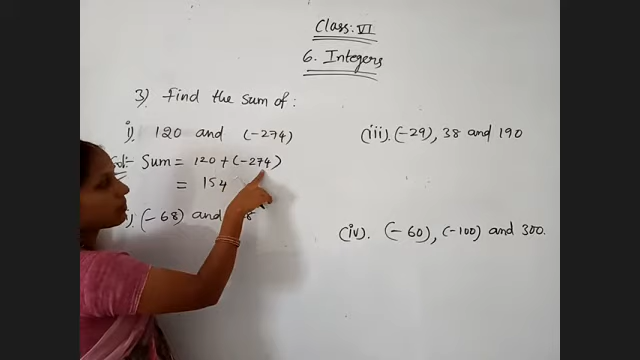 Class: VI
6. Integers
3) Find the sum of:
i) 120 and (-274)
Sol:- Sum = 120 + (-274)
= 154
(-68) and
(iii) (-29), 38 and 190
(iv). (-60), (-100) and 300.